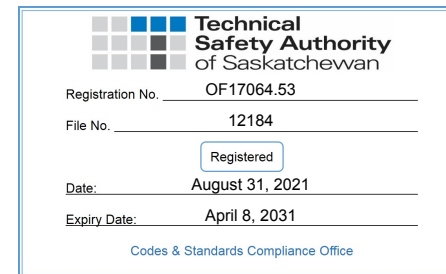 Technical
Safety Authority
of Saskatchewan
Registration No. OF17064.53
File No. 12184
Registered
Date: August 31, 2021
Expiry Date: April 8, 2031
Codes & Standards Compliance Office